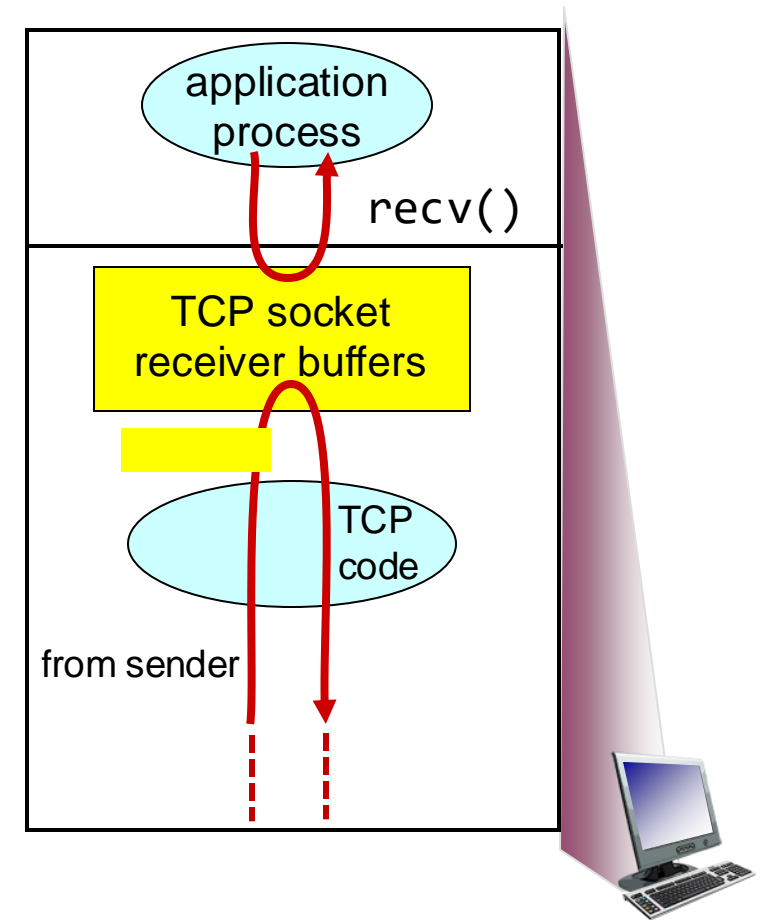 application
process
recv()
TCP socket
receiver buffers
TCP
code
from sender